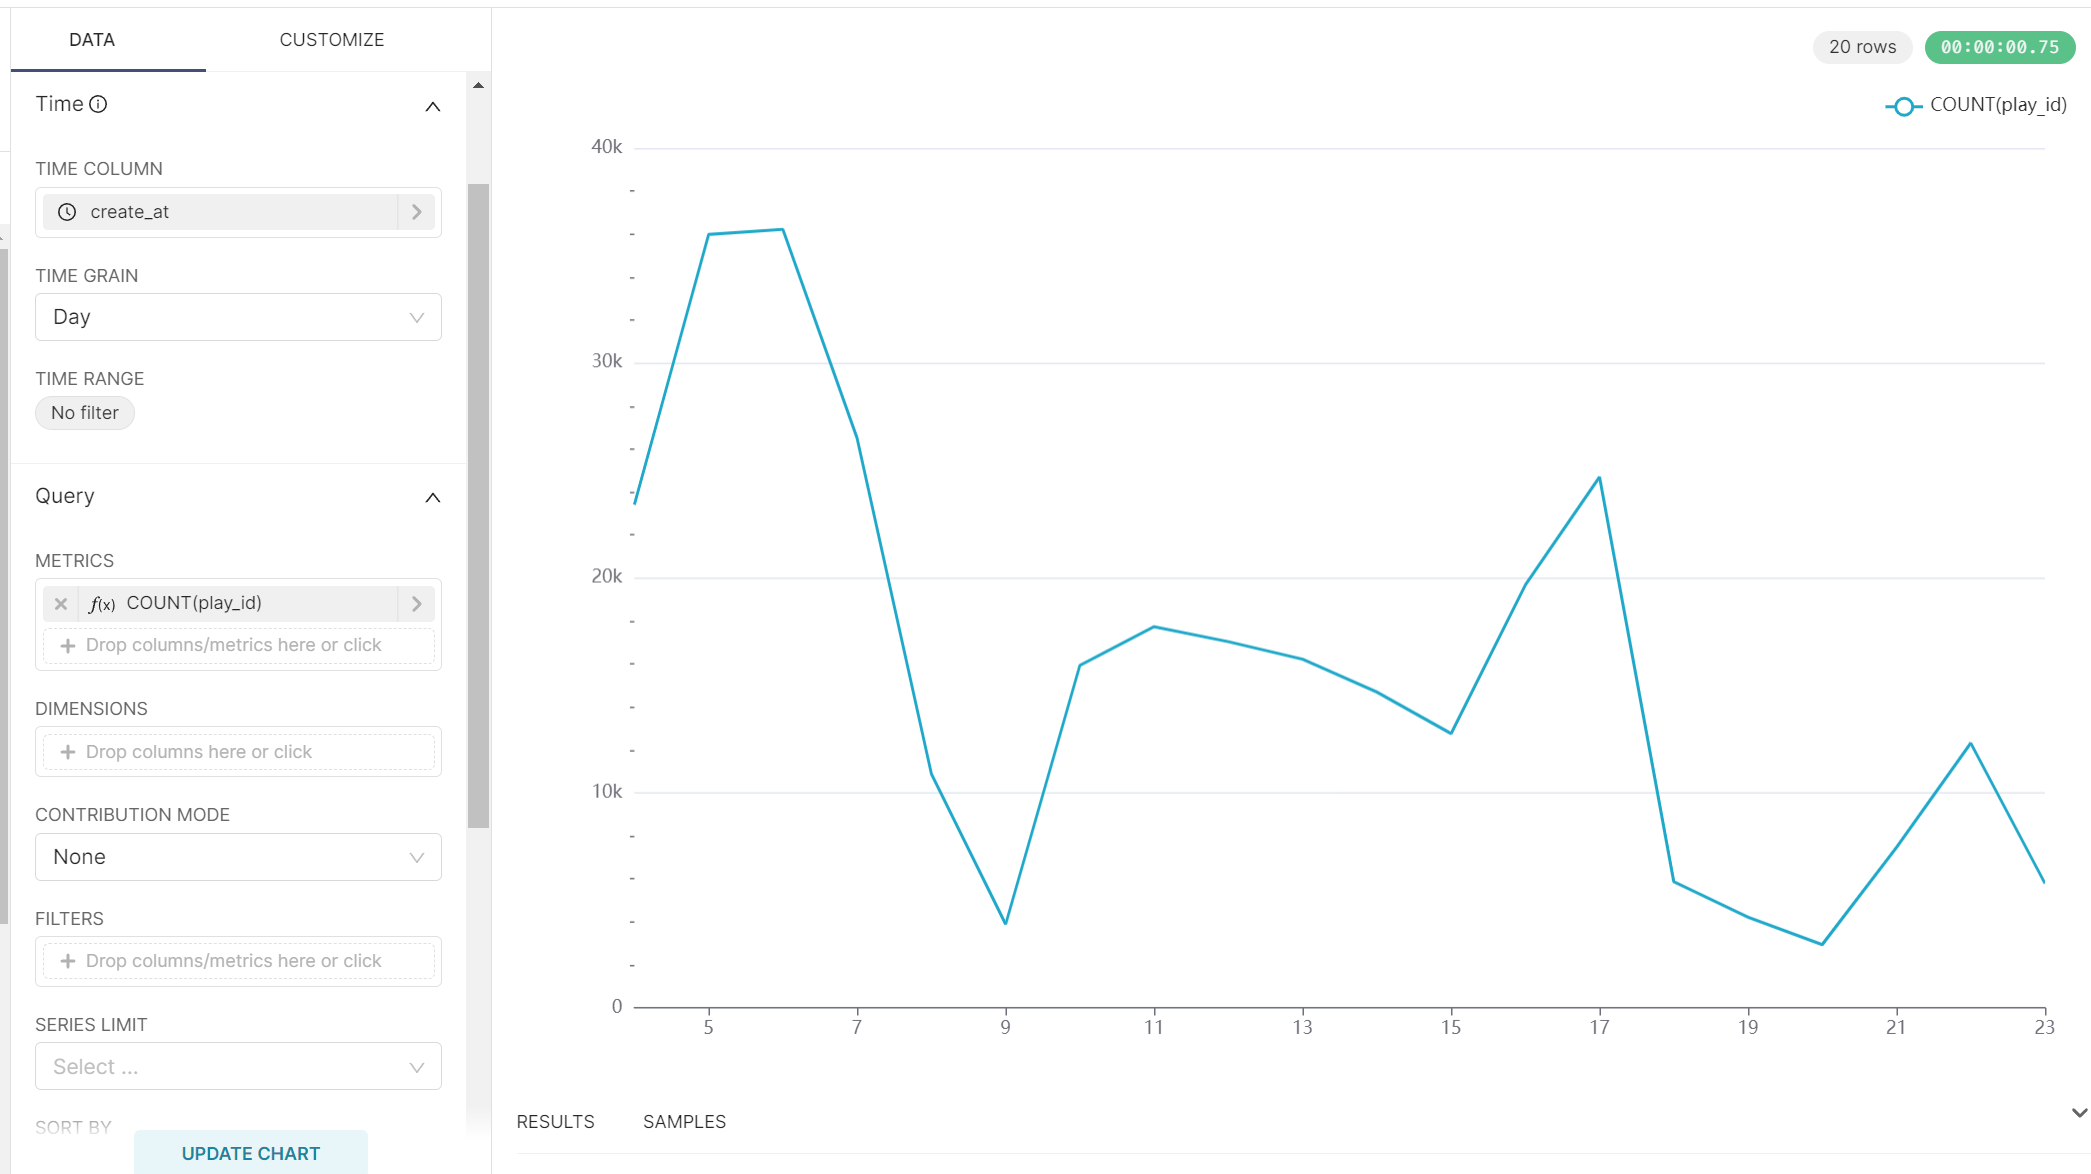 DATA CUSTOMIZE
Time
TIME COLUMN
create_at
TIME GRAIN
Day
TIME RANGE
No filter
Query
METRICS
f(x) COUNT(play_id)
Drop columns/metrics here or click
DIMENSIONS
Drop columns here or click
CONTRIBUTION MODE
None
FILTERS
Drop columns/metrics here or click
SERIES LIMIT
Select ...
SORT BY
UPDATE CHART
20 rows 00:00:00.75
COUNT(play_id)
40k
30k
20k
10k
0
5 7 9 11 13 15 17 19 21 23
RESULTS SAMPLES